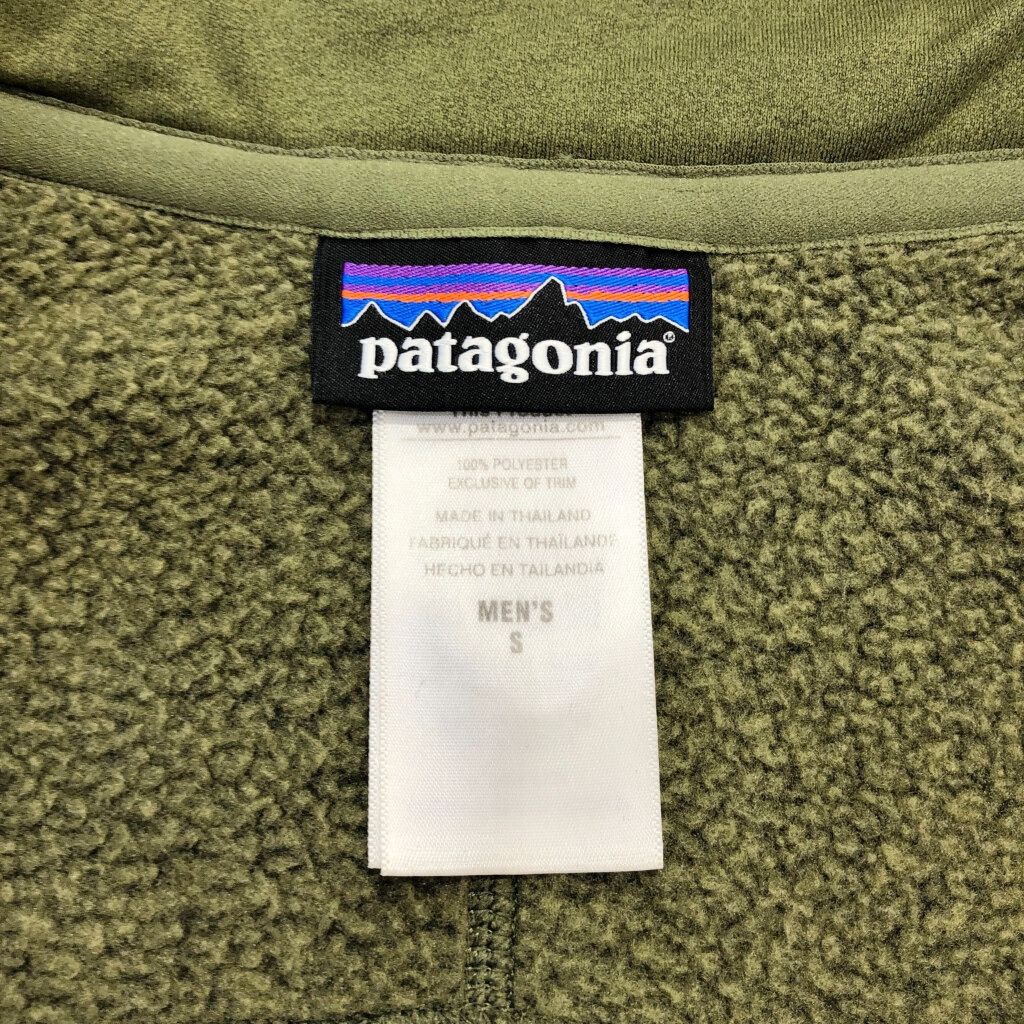 patagonia®
www.patagonia.com
100% POLYESTER
EXCLUSIVE OF TRIM
MADE IN THAILAND
FABRIQUÉ EN THAÏLANDE
HECHO EN TAILANDIA
MEN'S
S